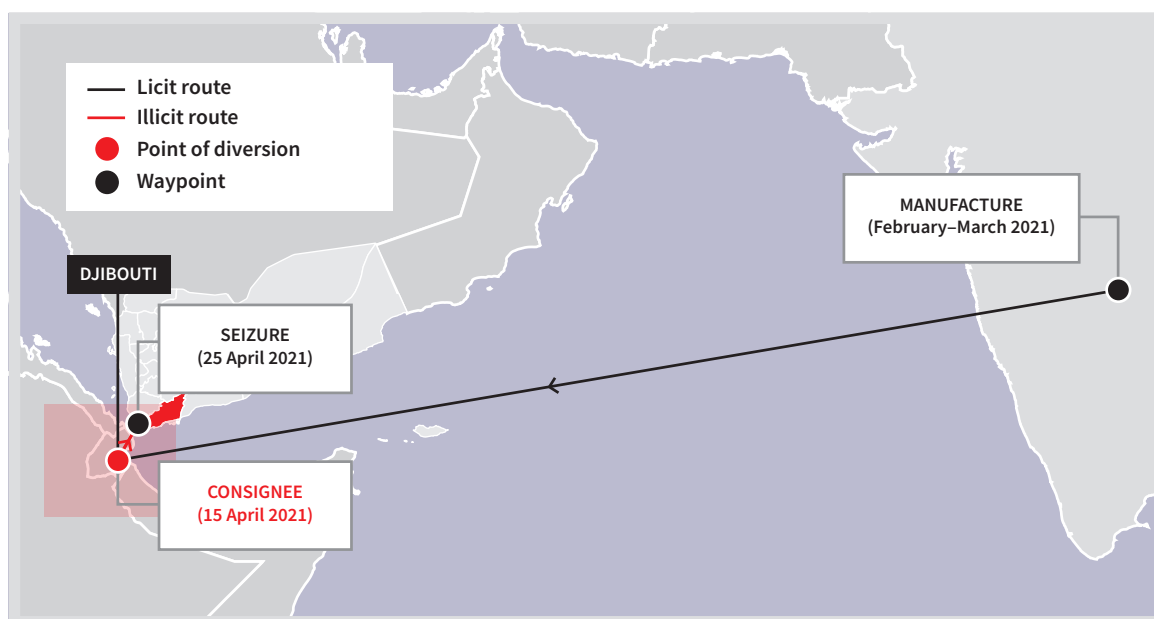 Licit route
Illicit route
Point of diversion
Waypoint
MANUFACTURE
(February–March 2021)
DJIBOUTI
SEIZURE
(25 April 2021)
CONSIGNEE
(15 April 2021)